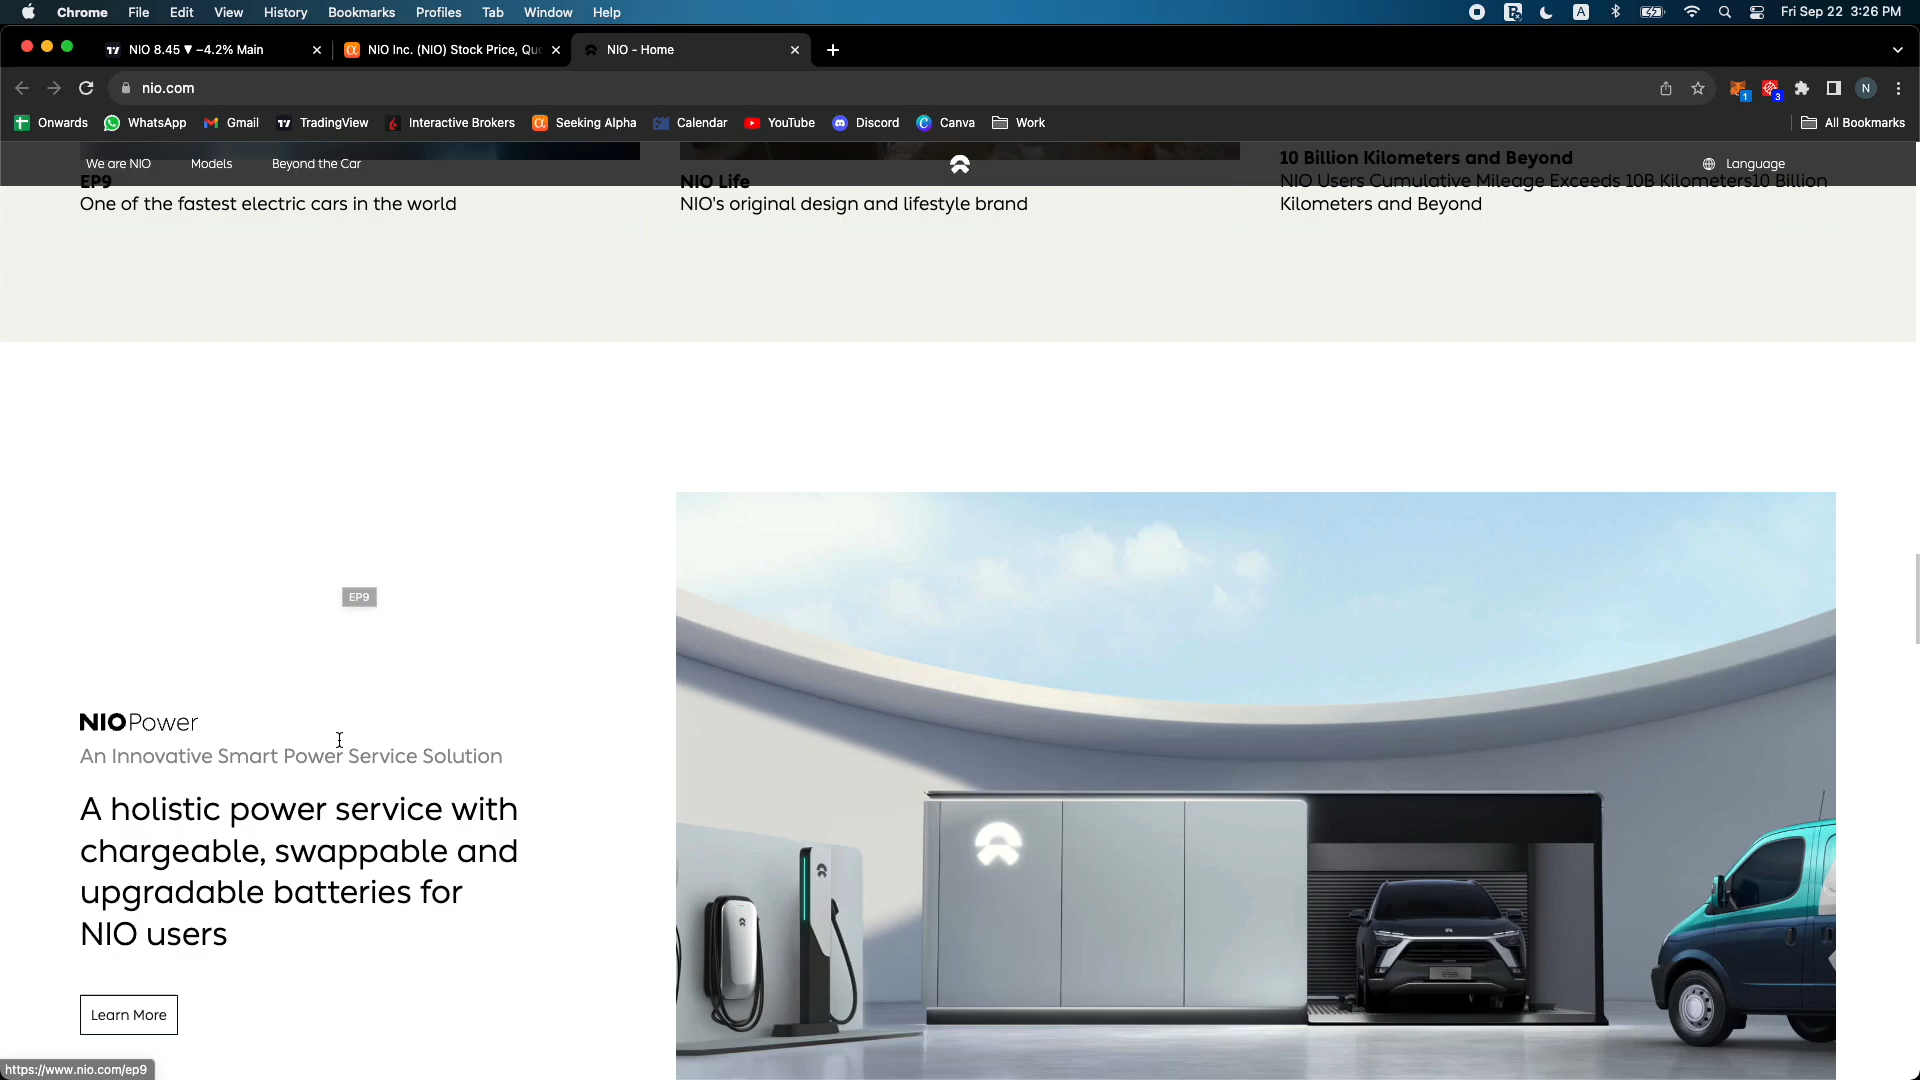 Chrome File Edit View History Bookmarks Profiles Tab Window Help
A
Fri Sep 22 3:26 PM
NIO 8.45 ▼ −4.2% Main
NIO Inc. (NIO) Stock Price, Qu
NIO - Home
nio.com
1
3
N
Onwards WhatsApp Gmail TradingView Interactive Brokers Seeking Alpha Calendar YouTube Discord Canva Work All Bookmarks
We are NIO Models Beyond the Car Language
EP9
One of the fastest electric cars in the world
NIO Life
NIO's original design and lifestyle brand
10 Billion Kilometers and Beyond
NIO Users Cumulative Mileage Exceeds 10B Kilometers10 Billion
Kilometers and Beyond
EP9
NIOPower
An Innovative Smart Power Service Solution
A holistic power service with
chargeable, swappable and
upgradable batteries for
NIO users
Learn More
https://www.nio.com/ep9